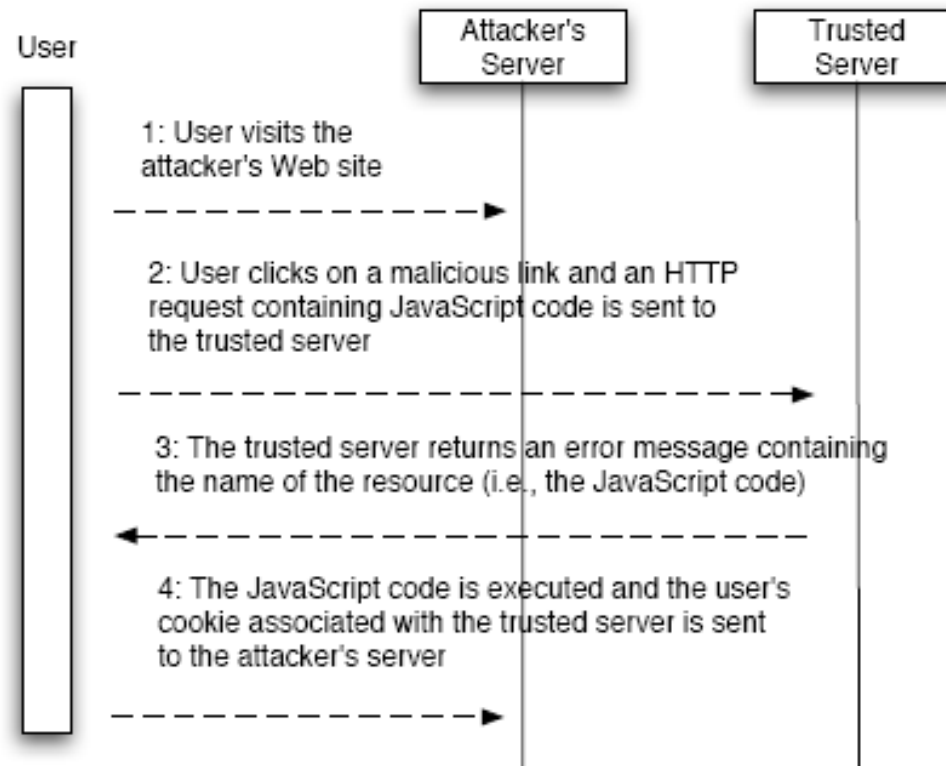 User
Attacker's
Server
Trusted
Server
1: User visits the
attacker's Web site
2: User clicks on a malicious link and an HTTP
request containing JavaScript code is sent to
the trusted server
3: The trusted server returns an error message containing
the name of the resource (i.e., the JavaScript code)
4: The JavaScript code is executed and the user's
cookie associated with the trusted server is sent
to the attacker's server